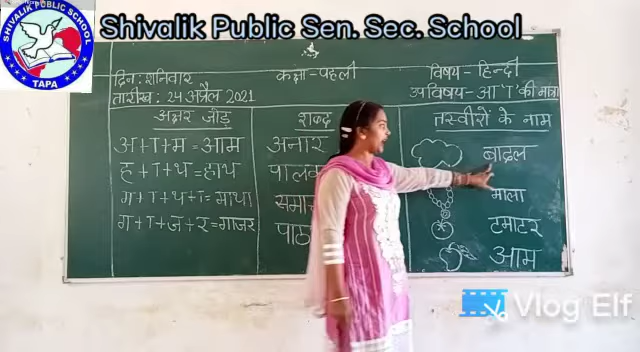 SHIVALIK PUBLIC SCHOOL
TAPA
Shivalik Public Sen. Sec. School
दिन: शनिवार
तारीख: 24 अप्रैल 2021
कक्षा-पहली
विषय- हिन्दी
उपविषय- आ 'ा' की मात्रा
अक्षर जोड़
अ+ा+म = आम
ह+ा+थ=हाथ
म+ा+थ+ा=माथा
ग+ा+ज+र=गाजर
शब्द
अनार
तस्वीरों के नाम
बादल
माला
टमाटर
आम
Vlog Elf